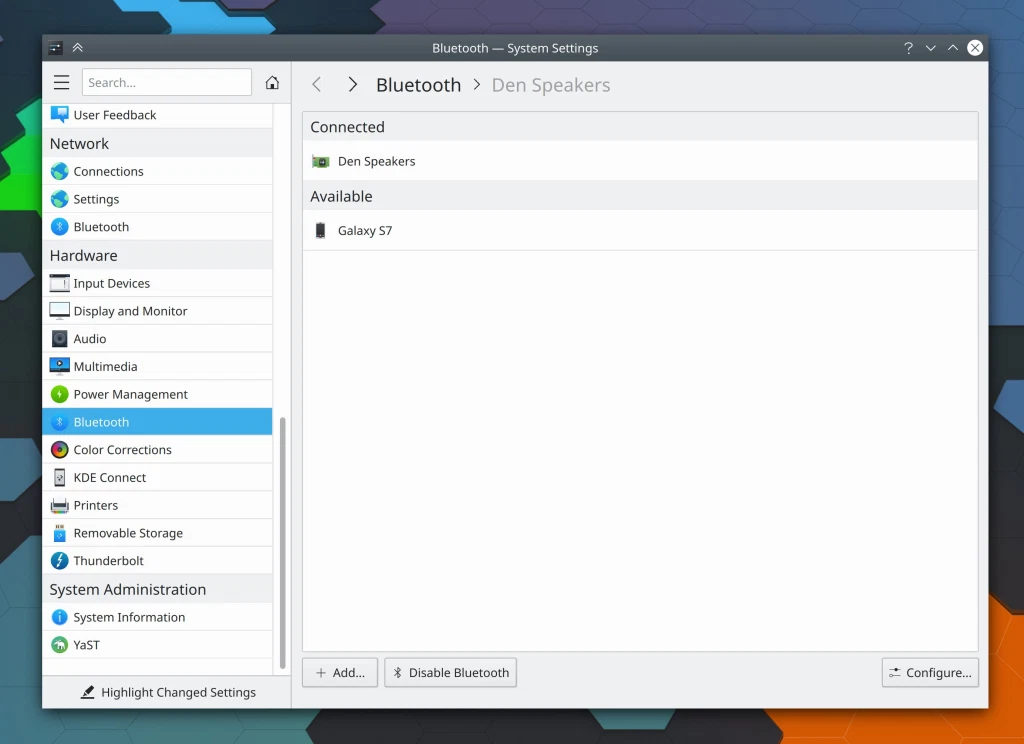 Bluetooth — System Settings
?
Search...
Bluetooth > Den Speakers
User Feedback
Network
Connections
Settings
Bluetooth
Hardware
Input Devices
Display and Monitor
Audio
Multimedia
Power Management
Bluetooth
Color Corrections
KDE Connect
Printers
Removable Storage
Thunderbolt
System Administration
System Information
YaST
Highlight Changed Settings
Connected
Den Speakers
Available
Galaxy S7
Add...
Disable Bluetooth
Configure...